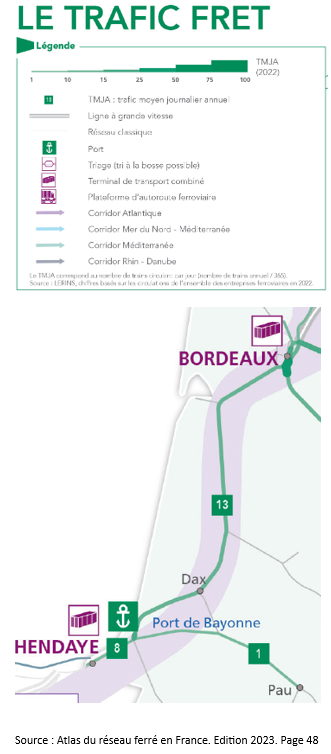 LE TRAFIC FRET
Légende
TMJA
(2022)
1 10 15 25 50 75 100
10 TMJA : trafic moyen journalier annuel
Ligne à grande vitesse
Réseau classique
Port
Triage (tri à la bosse possible)
Terminal de transport combiné
Plateforme d'autoroute ferroviaire
Corridor Atlantique
Corridor Mer du Nord - Méditerranée
Corridor Méditerranée
Corridor Rhin - Danube
Le TMJA correspond au nombre de trains circulant par jour (nombre de trains annuel / 365).
Source : LERINS, chiffres basés sur les circulations de l'ensemble des entreprises ferroviaires en 2022.
BORDEAUX
13
Dax
Port de Bayonne
HENDAYE
8
1
Pau
Source : Atlas du réseau ferré en France. Edition 2023. Page 48